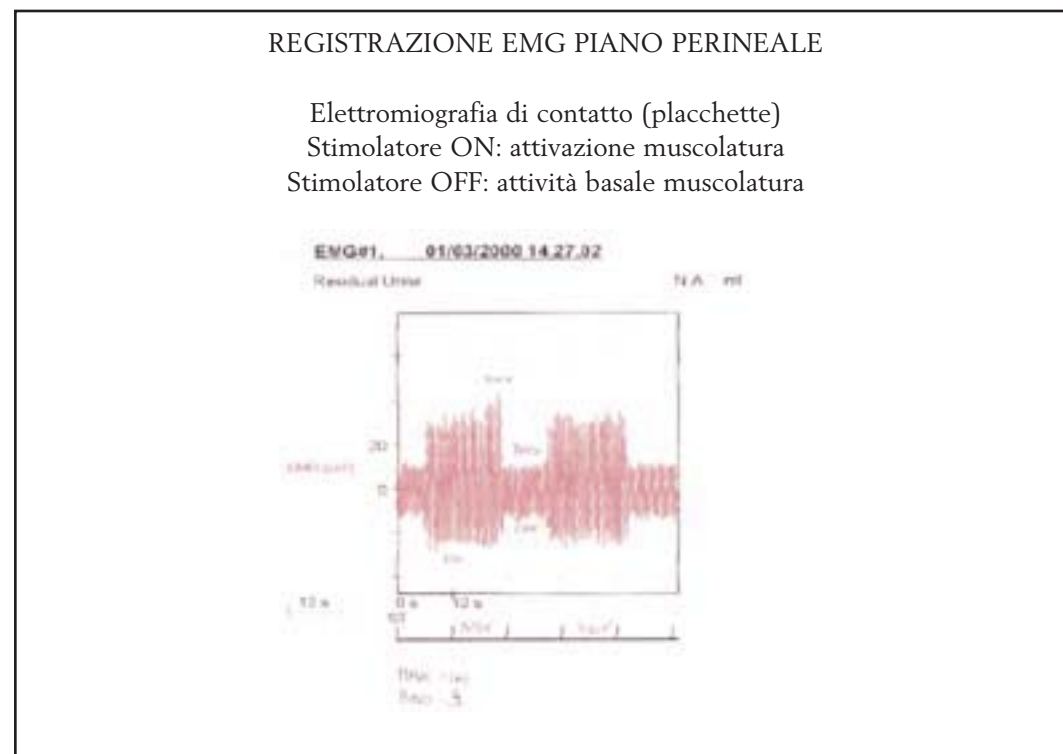 REGISTRAZIONE EMG PIANO PERINEALE
Elettromiografia di contatto (placchette)
Stimolatore ON: attivazione muscolatura
Stimolatore OFF: attività basale muscolatura
EMG#1, 01/03/2000 14.27.02
Residual Urine N.A. ml
20
0
12 s 0 s 12 s